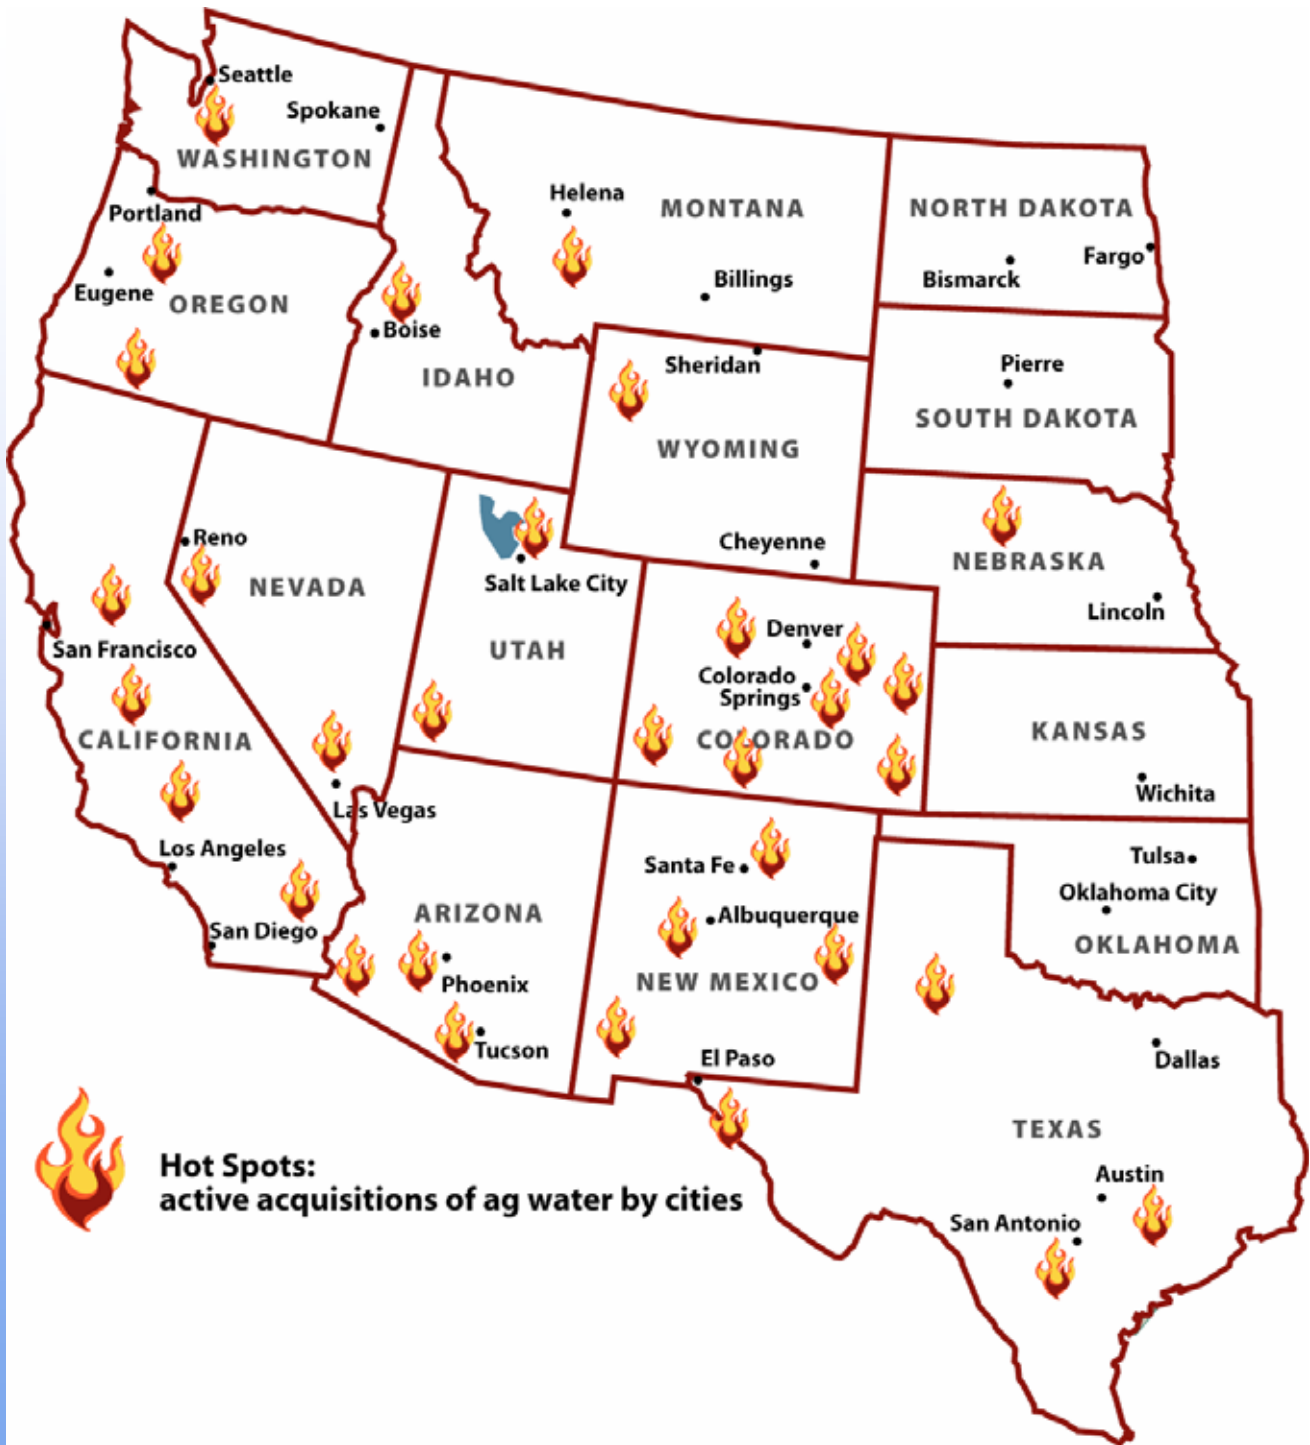 Seattle
Spokane
WASHINGTON
Portland
Eugene
OREGON
Helena
MONTANA
Billings
NORTH DAKOTA
Fargo
Bismarck
Boise
IDAHO
Sheridan
WYOMING
Cheyenne
Pierre
SOUTH DAKOTA
Reno
NEVADA
Salt Lake City
UTAH
NEBRASKA
Lincoln
San Francisco
CALIFORNIA
Las Vegas
Denver
Colorado
Springs
COLORADO
KANSAS
Wichita
Los Angeles
San Diego
ARIZONA
Phoenix
Tucson
Santa Fe
Albuquerque
NEW MEXICO
Tulsa
Oklahoma City
OKLAHOMA
El Paso
Dallas
TEXAS
Austin
San Antonio
Hot Spots:
active acquisitions of ag water by cities